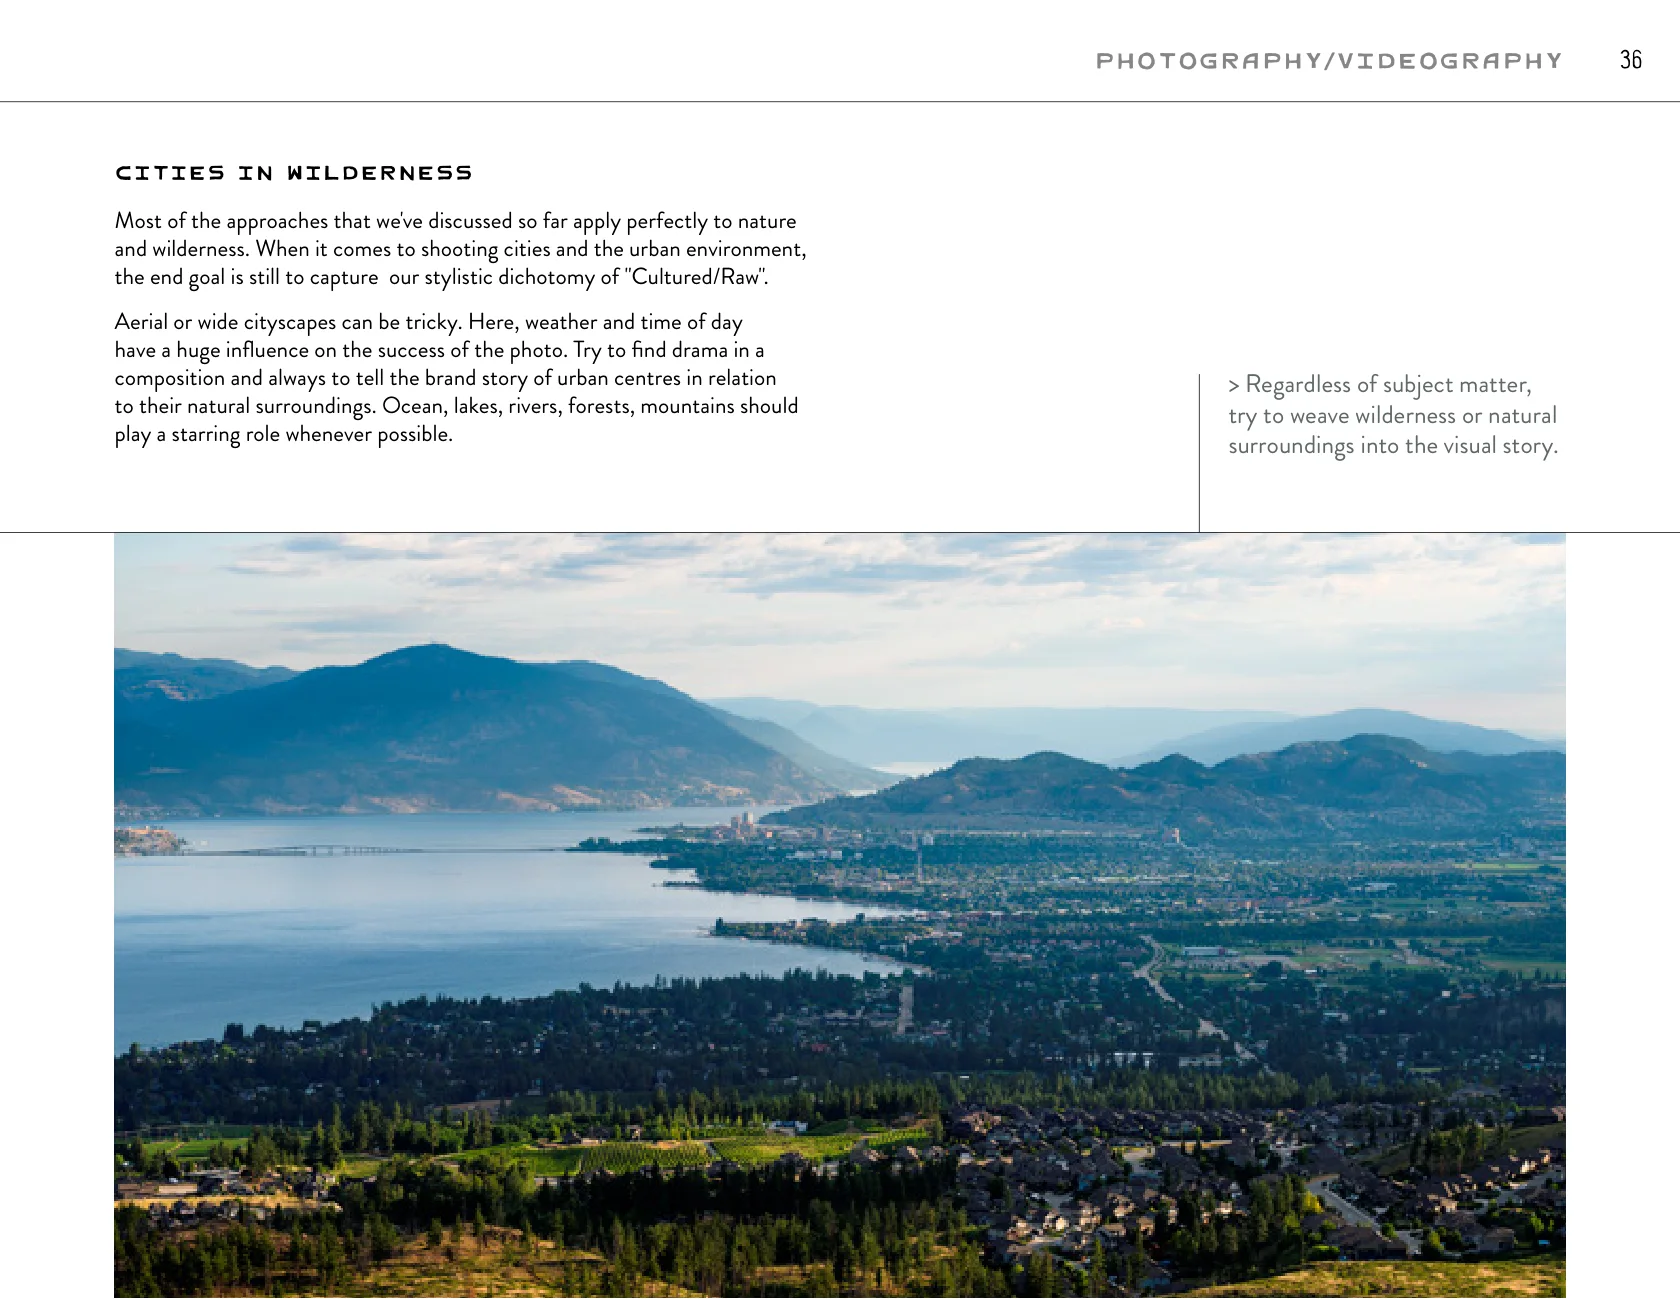 PHOTOGRAPHY/VIDEOGRAPHY 36
CITIES IN WILDERNESS
Most of the approaches that we've discussed so far apply perfectly to nature
and wilderness. When it comes to shooting cities and the urban environment,
the end goal is still to capture  our stylistic dichotomy of "Cultured/Raw".
Aerial or wide cityscapes can be tricky. Here, weather and time of day
have a huge influence on the success of the photo. Try to find drama in a
composition and always to tell the brand story of urban centres in relation
to their natural surroundings. Ocean, lakes, rivers, forests, mountains should
play a starring role whenever possible.
> Regardless of subject matter,
try to weave wilderness or natural
surroundings into the visual story.